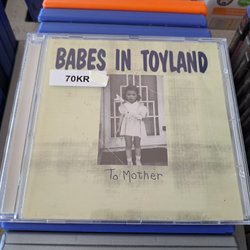 BABES IN TOYLAND
70KR
To Mother